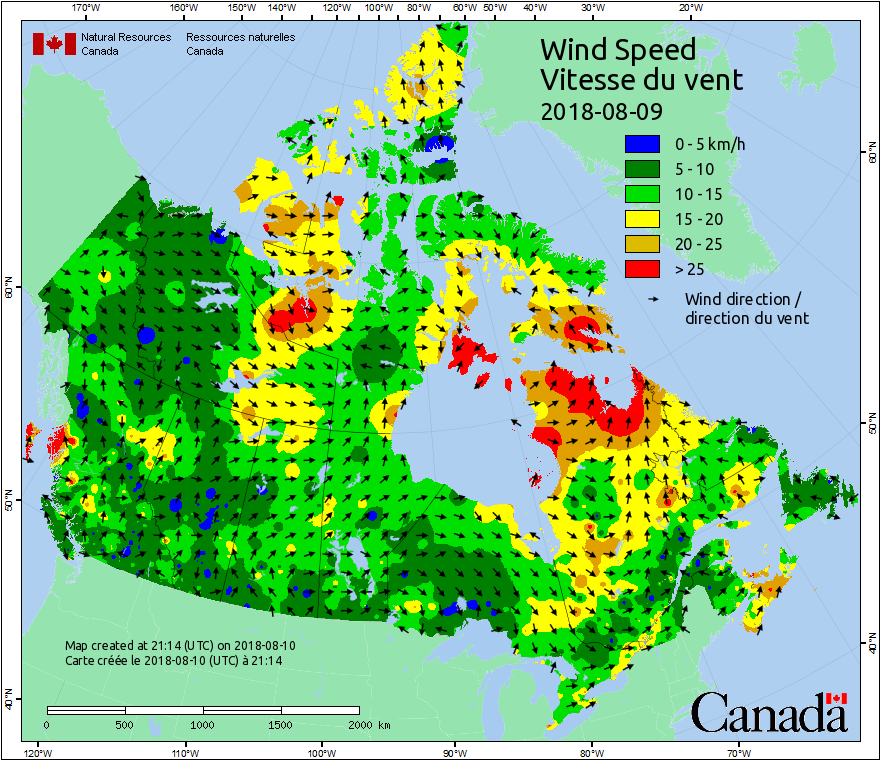 170°W 160°W 150°W 140°W 120°W 100°W 80°W 60°W 50°W 40°W 30°W 20°W
Natural Resources Ressources naturelles
Canada Canada
Wind Speed
Vitesse du vent
2018-08-09
0 - 5 km/h
5 - 10
10 - 15
15 - 20
20 - 25
> 25
Wind direction /
direction du vent
60°N
60°N
50°N
50°N
40°N
40°N
Map created at 21:14 (UTC) on 2018-08-10
Carte créée le 2018-08-10 (UTC) à 21:14
0 500 1000 1500 2000 km
Canada
120°W 110°W 100°W 90°W 80°W 70°W